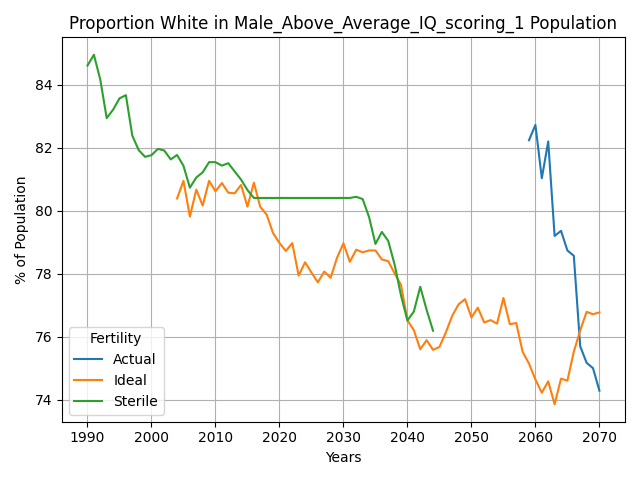 Proportion White in Male_Above_Average_IQ_scoring_1 Population
% of Population
84
82
80
78
76
74
Fertility
Actual
Ideal
Sterile
1990 2000 2010 2020 2030 2040 2050 2060 2070
Years